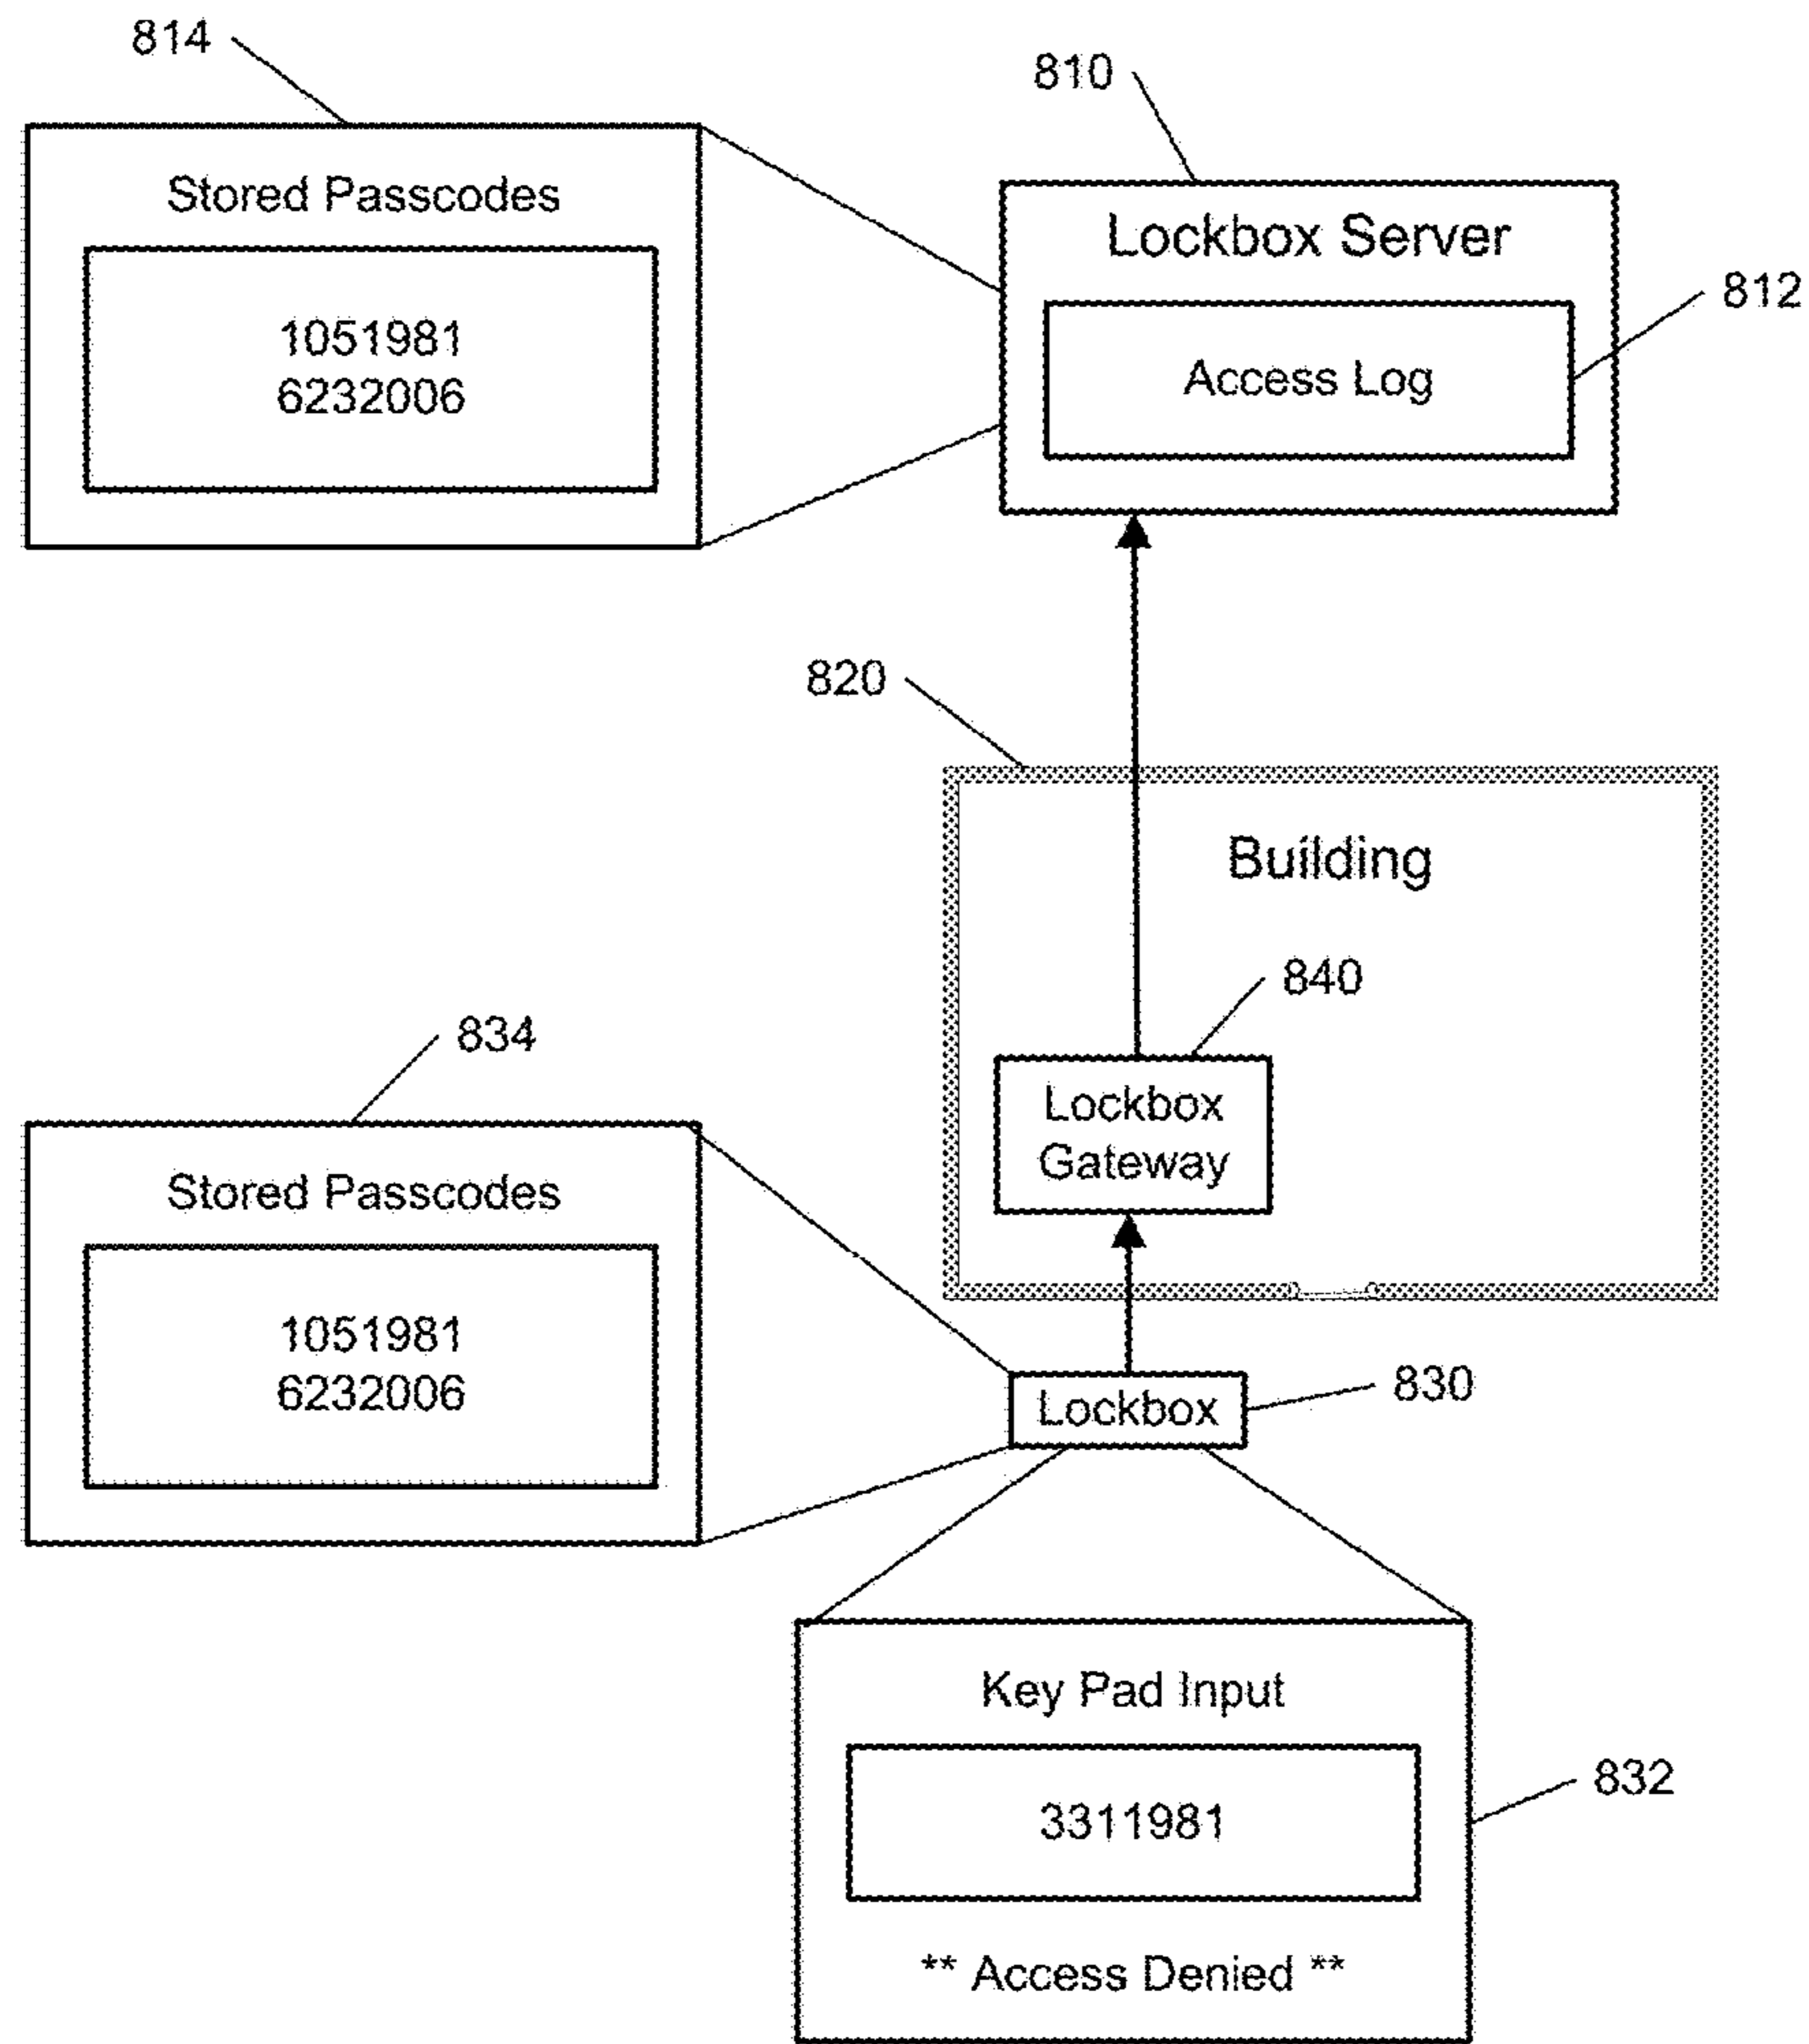 814
810
Stored Passcodes
1051981
6232006
Lockbox Server
812
Access Log
820
Building
840
Lockbox
Gateway
834
Stored Passcodes
1051981
6232006
830
Lockbox
Key Pad Input
3311981
832
** Access Denied **